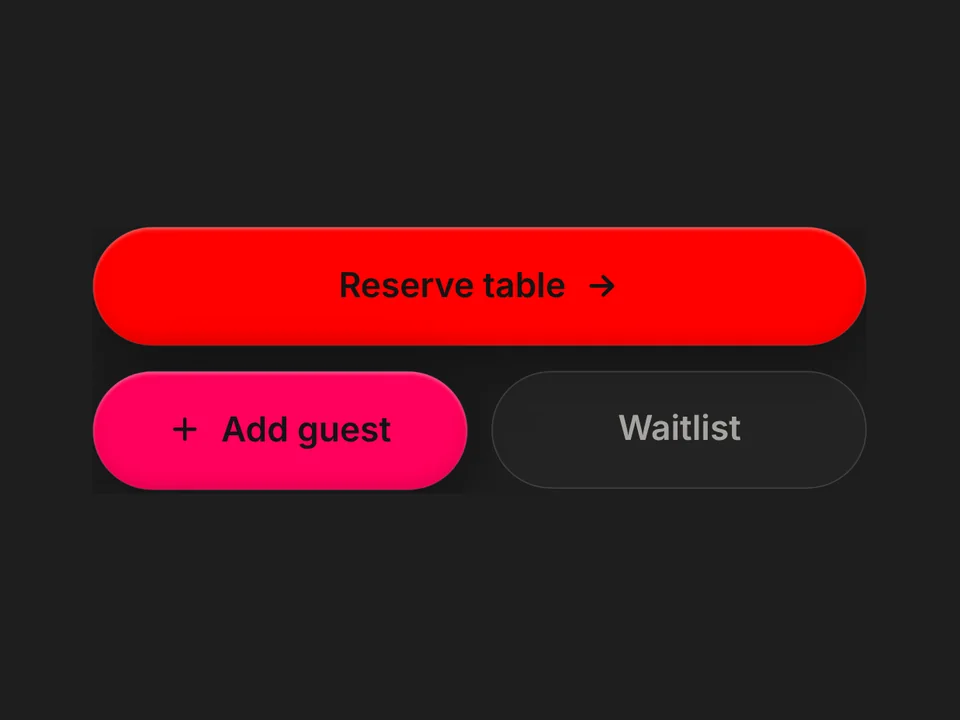 Reserve table →
+ Add guest
Waitlist